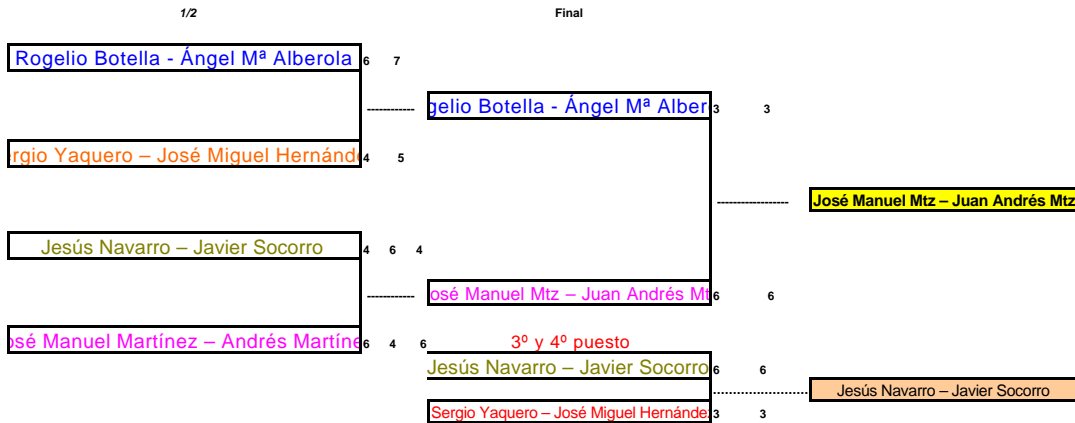 1/2
Final
Rogelio Botella - Ángel Mª Alberola 6 7
------------ gelio Botella - Ángel Mª Alber 3 3
rgio Yaquero – José Miguel Hernánde 4 5
------------------ José Manuel Mtz – Juan Andrés Mtz
Jesús Navarro – Javier Socorro 4 6 4
------------ osé Manuel Mtz – Juan Andrés Mt 6 6
osé Manuel Martínez – Andrés Martíne 6 4 6
3º y 4º puesto
Jesús Navarro – Javier Socorro 6 6
Jesús Navarro – Javier Socorro
Sergio Yaquero – José Miguel Hernández 3 3